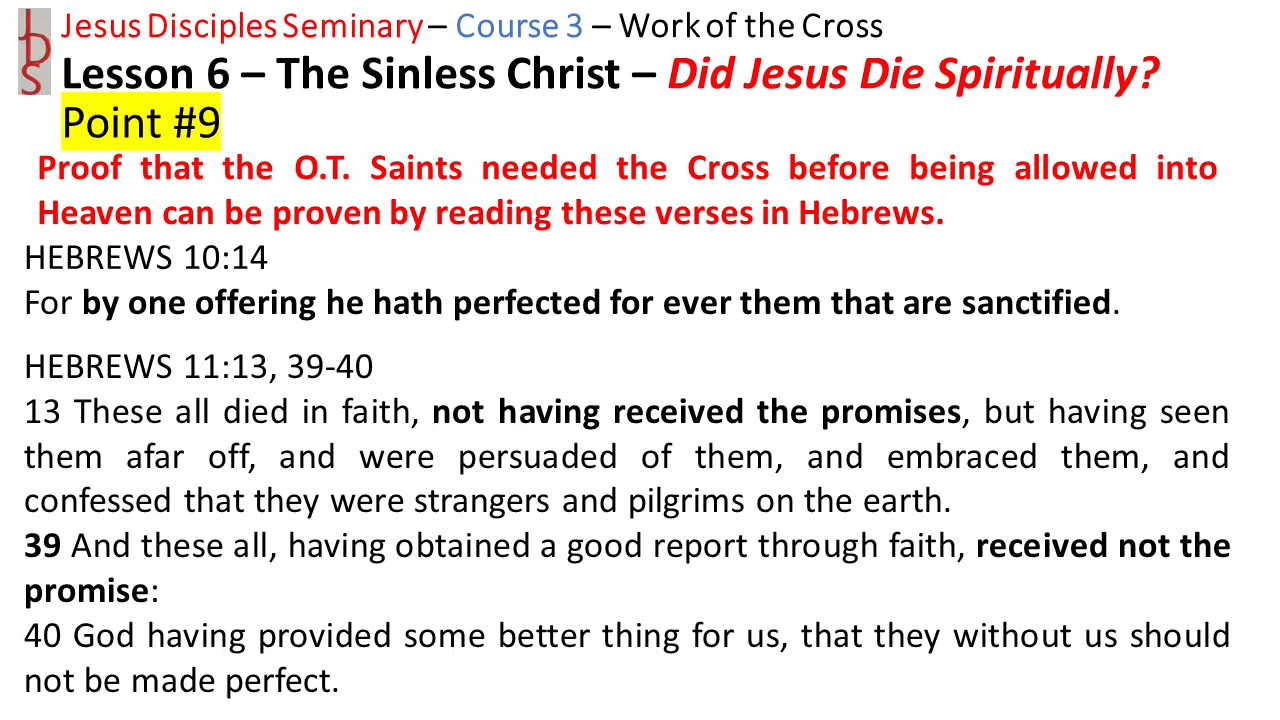 JDS
Jesus Disciples Seminary – Course 3 – Work of the Cross
Lesson 6 – The Sinless Christ – Did Jesus Die Spiritually?
Point #9
Proof that the O.T. Saints needed the Cross before being allowed into
Heaven can be proven by reading these verses in Hebrews.
HEBREWS 10:14
For by one offering he hath perfected for ever them that are sanctified.
HEBREWS 11:13, 39-40
13 These all died in faith, not having received the promises, but having seen
them afar off, and were persuaded of them, and embraced them, and
confessed that they were strangers and pilgrims on the earth.
39 And these all, having obtained a good report through faith, received not the
promise:
40 God having provided some better thing for us, that they without us should
not be made perfect.